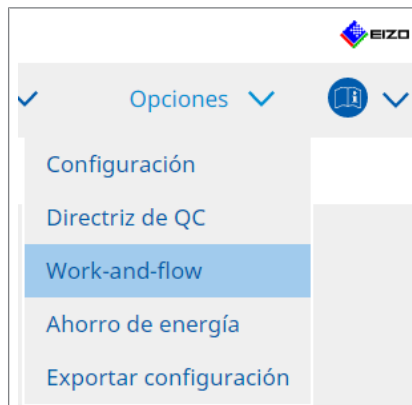 EIZO
Opciones
Configuración
Directriz de QC
Work-and-flow
Ahorro de energía
Exportar configuración